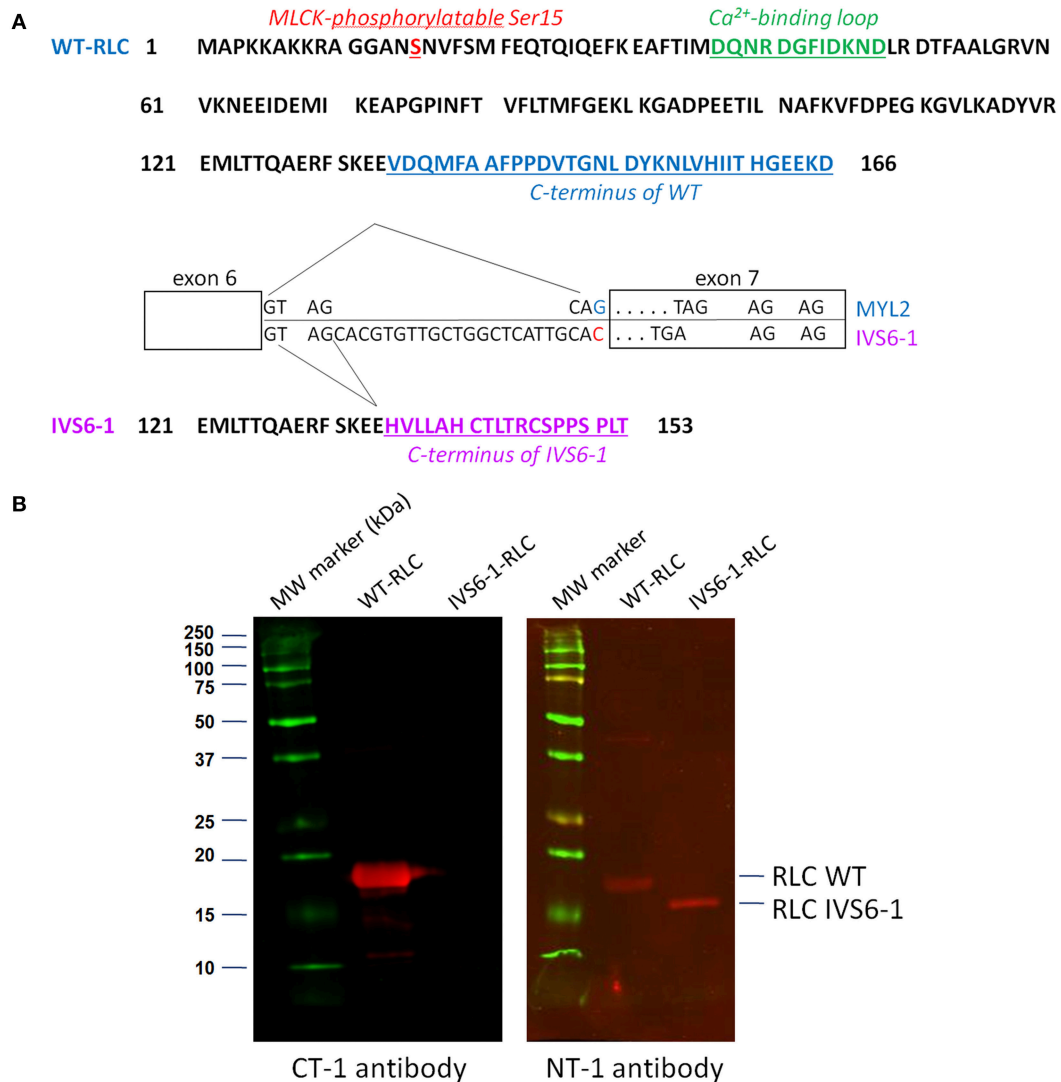 A
MLCK-phosphorylatable Ser15 Ca²⁺-binding loop
WT-RLC 1 MAPKKAKKRAG GGANSNVFSM FEQTQIQEFK EAFTIMDQNR DGFIDKNDLRD TFAALGRVN
61 VKNEEIDEMI KEAPGPINFT VFLTMFGEKL KGADPEETIL NAFKVFDPEG KGVLKADYVR
121 EMLTTQAERF SKEEVDQMFA AFPPDVTGNL DYKNLVHIIT HGEEKD 166
C-terminus of WT
exon 6 exon 7
GT AG CAG . . . . . TAG AG AG MYL2
GT AGCACGTGTTGCTGGCTCATTGCAC . . . TGA AG AG IVS6-1
IVS6-1 121 EMLTTQAERF SKEEHVLLAH CTLTRCSPPS PLT 153
C-terminus of IVS6-1
B
MW marker (kDa) WT-RLC IVS6-1-RLC MW marker WT-RLC IVS6-1-RLC
250
150
100
75
50
37
25
20
15
10
RLC WT
RLC IVS6-1
CT-1 antibody NT-1 antibody